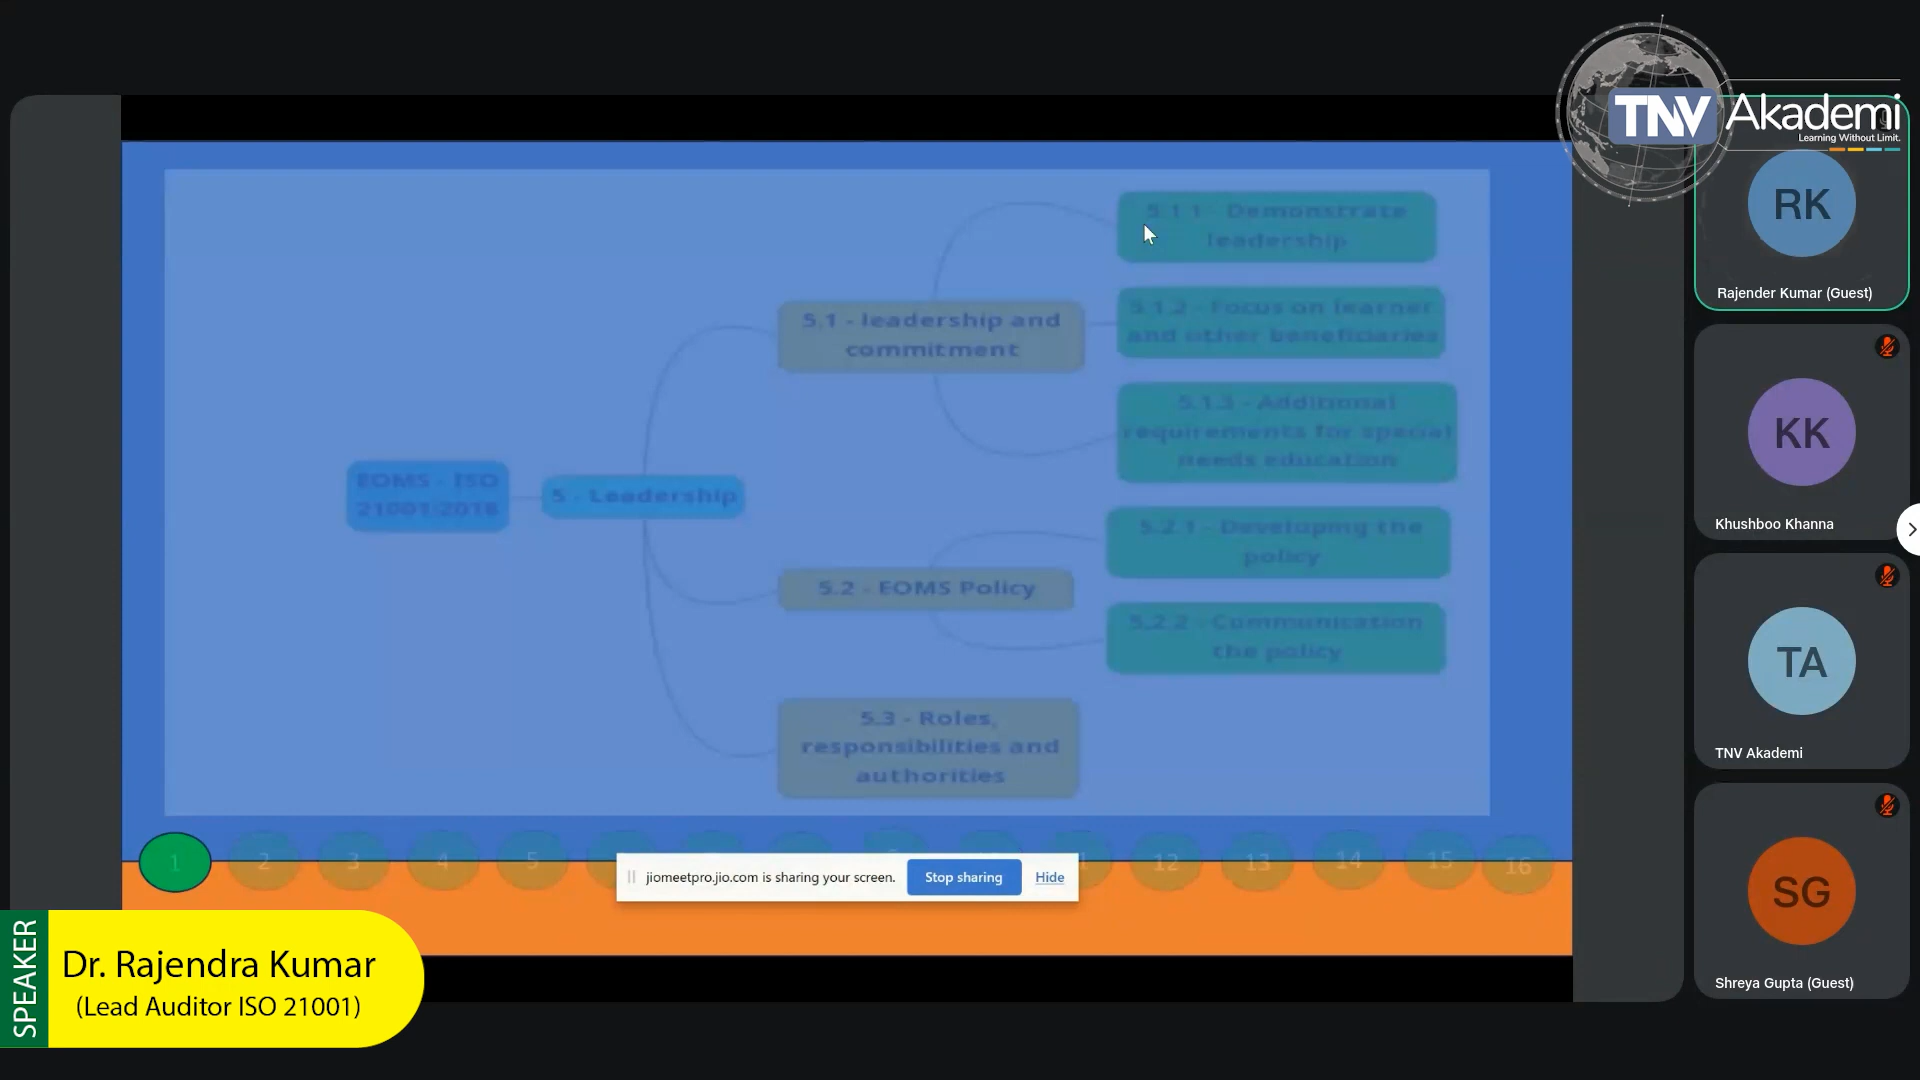 TNV Akademi
Learning Without Limit.
5.1.1 - Demonstrate
leadership
5.1.2 - Focus on learner
and other beneficiaries
5.1 - leadership and
commitment
5.1.3 - Additional
requirements for special
needs education
EOMS - ISO
21001:2018
5 - Leadership
5.2.1 - Developing the
policy
5.2 - EOMS Policy
5.2.2 - Communication
the policy
5.3 - Roles,
responsibilities and
authorities
1 2 3 4 5 12 13 14 15 16
jiomeetpro.jio.com is sharing your screen. Stop sharing Hide
SPEAKER
Dr. Rajendra Kumar
(Lead Auditor ISO 21001)
RK
Rajender Kumar (Guest)
KK
Khushboo Khanna
TA
TNV Akademi
SG
Shreya Gupta (Guest)